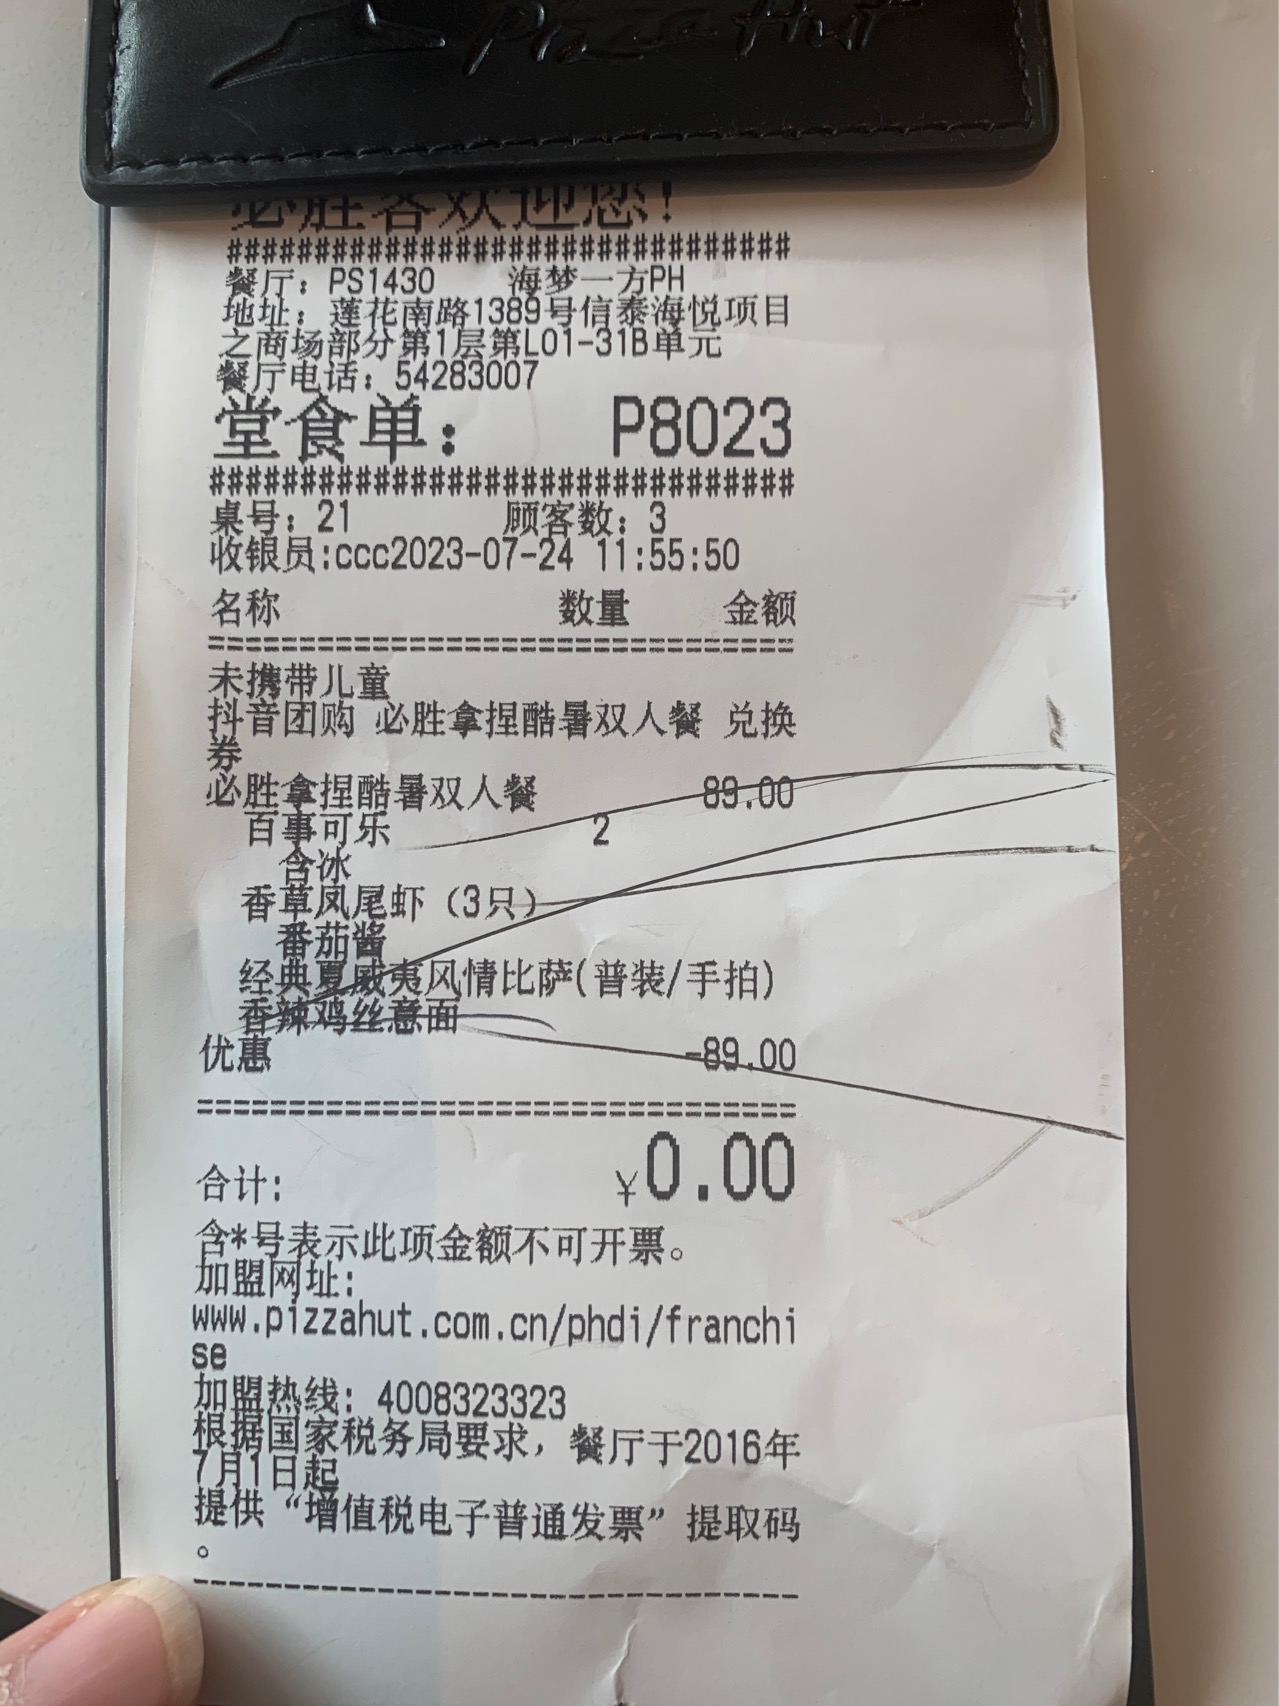 Pizza Hut
必胜客欢迎您!
################################
餐厅：PS1430 海梦一方PH
地址：莲花南路1389号信泰海悦项目
之商场部分第1层第L01-31B单元
餐厅电话：54283007
堂食单： P8023
################################
桌号：21 顾客数：3
收银员:ccc2023-07-24 11:55:50
名称 数量 金额
================================
未携带儿童
抖音团购 必胜拿捏酷暑双人餐 兑换
券
必胜拿捏酷暑双人餐 89.00
百事可乐 2
含冰
香草凤尾虾（3只）
番茄酱
经典夏威夷风情比萨(普装/手拍)
香辣鸡丝意面
优惠 -89.00
================================
合计: ¥0.00
含*号表示此项金额不可开票。
加盟网址:
www.pizzahut.com.cn/phdi/franchi
se
加盟热线：4008323323
根据国家税务局要求，餐厅于2016年
7月1日起
提供“增值税电子普通发票”提取码
。
--------------------------------